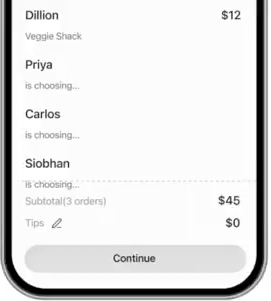 Dillion $12
Veggie Shack
Priya
is choosing...
Carlos
is choosing...
Siobhan
is choosing...
Subtotal(3 orders) $45
Tips $0
Continue